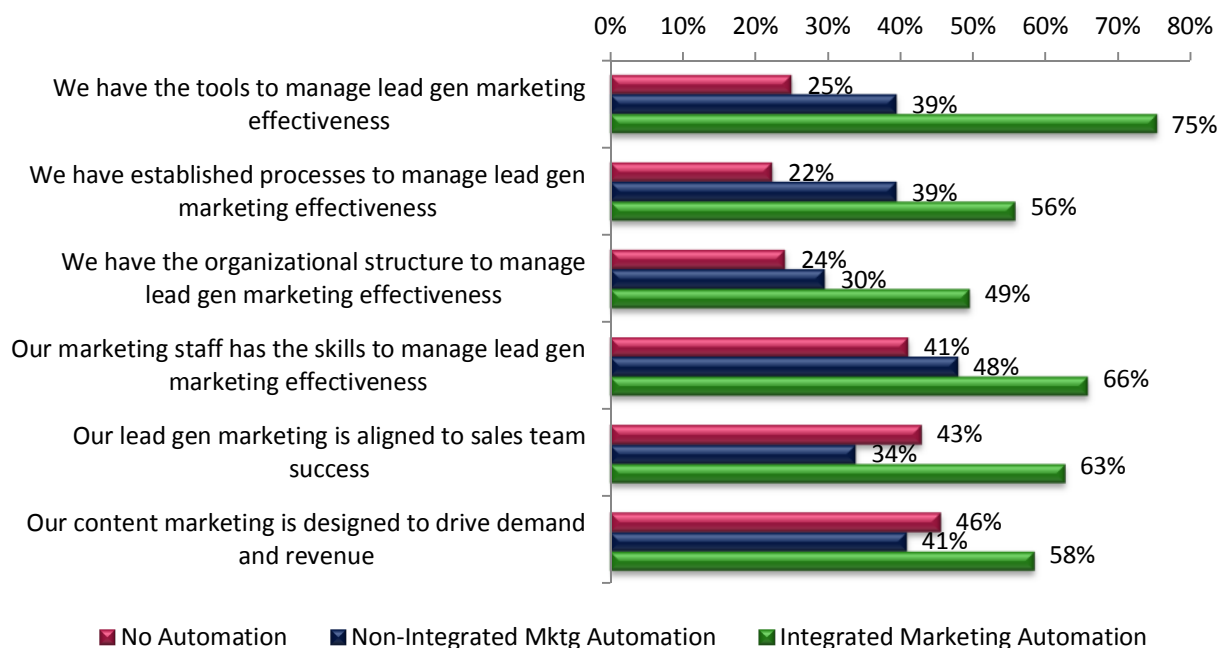 0% 10% 20% 30% 40% 50% 60% 70% 80%
We have the tools to manage lead gen marketing
effectiveness
25%
39%
75%
We have established processes to manage lead gen
marketing effectiveness
22%
39%
56%
We have the organizational structure to manage
lead gen marketing effectiveness
24%
30%
49%
Our marketing staff has the skills to manage lead gen
marketing effectiveness
41%
48%
66%
Our lead gen marketing is aligned to sales team
success
43%
34%
63%
Our content marketing is designed to drive demand
and revenue
46%
41%
58%
No Automation Non-Integrated Mktg Automation Integrated Marketing Automation